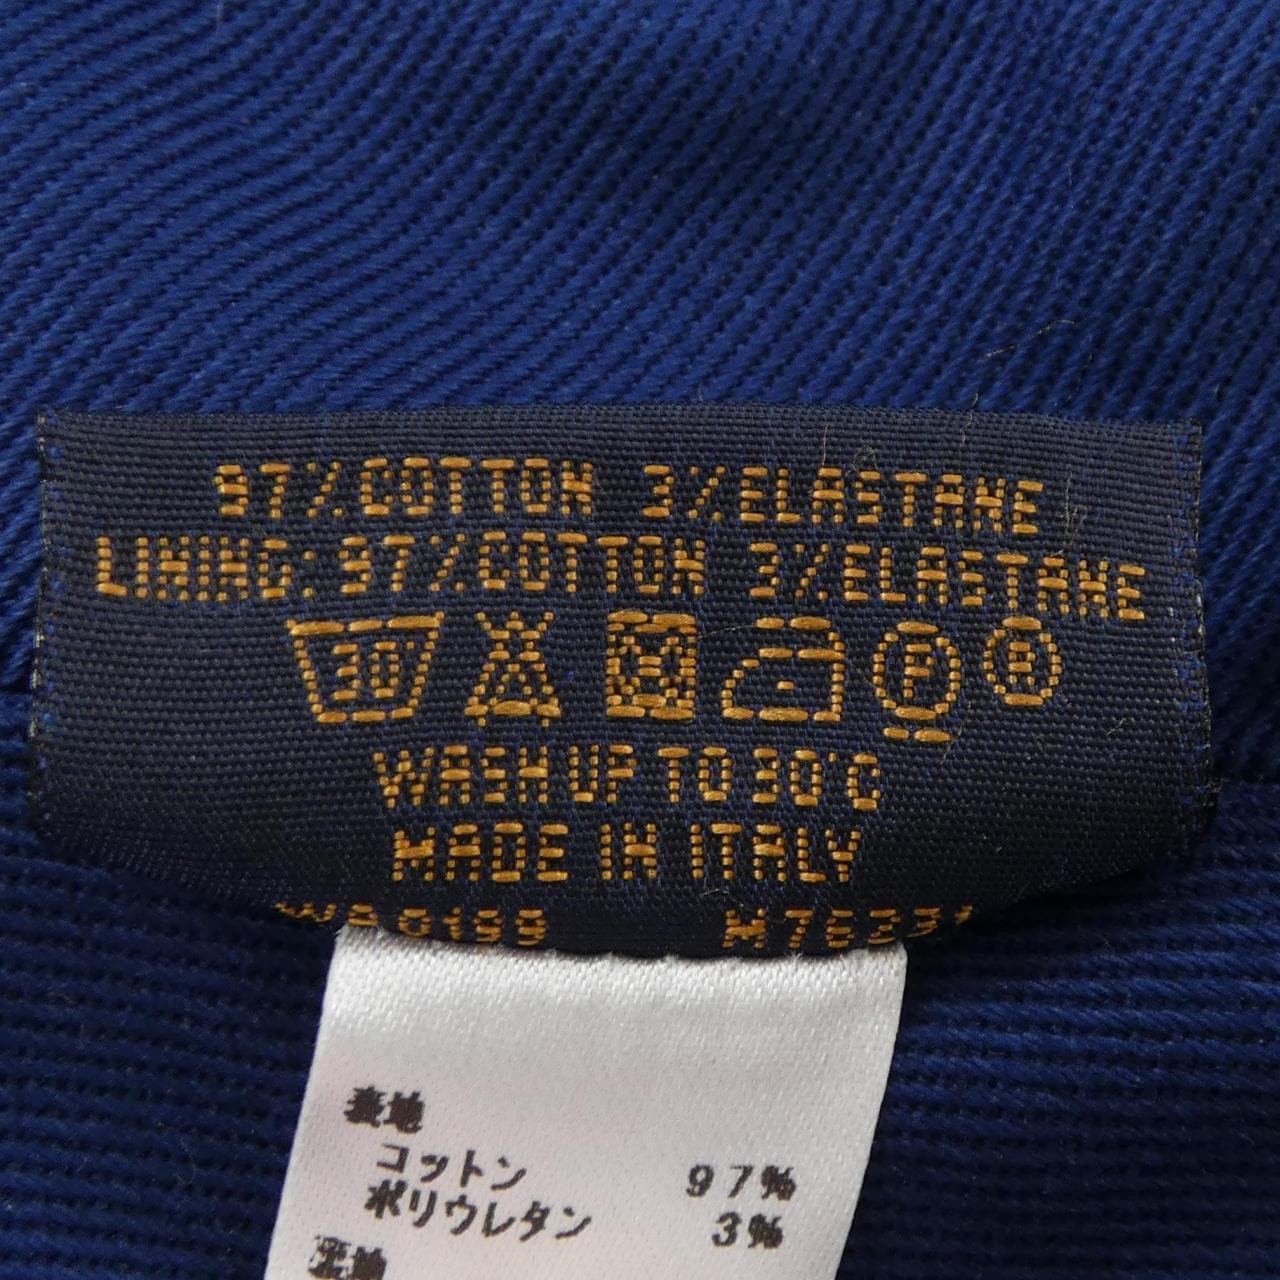 97%COTTON 3%ELASTANE
LINING: 97%COTTON 3%ELASTANE
30° F R
WASH UP TO 30°C
MADE IN ITALY
表地
コットン 97%
ポリウレタン 3%